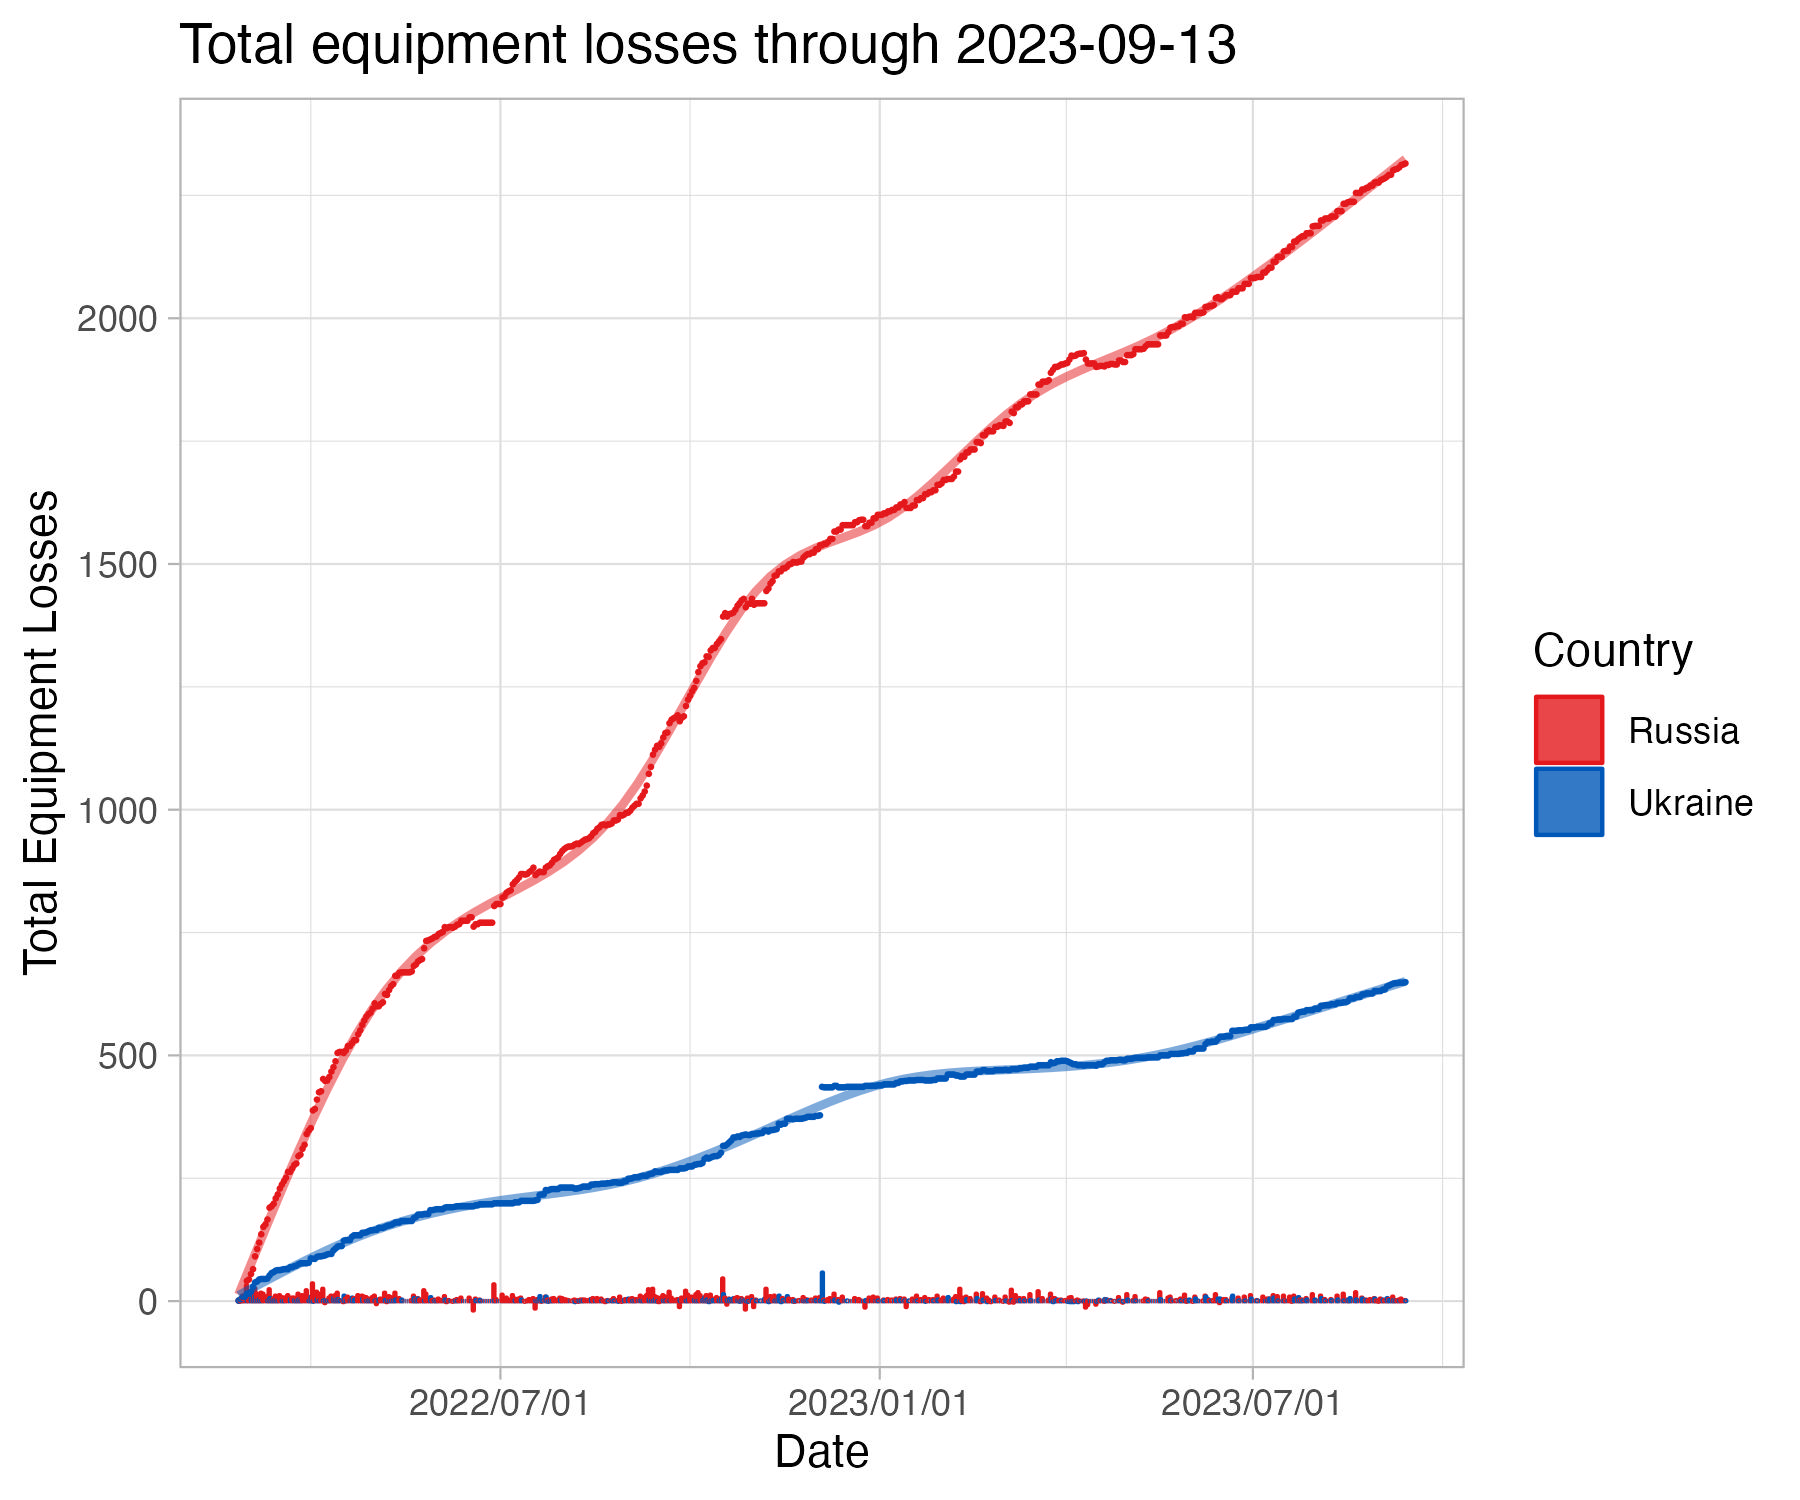 Total equipment losses through 2023-09-13
Total Equipment Losses
2000
1500
1000
500
0
2022/07/01
2023/01/01
2023/07/01
Date
Country
Russia
Ukraine